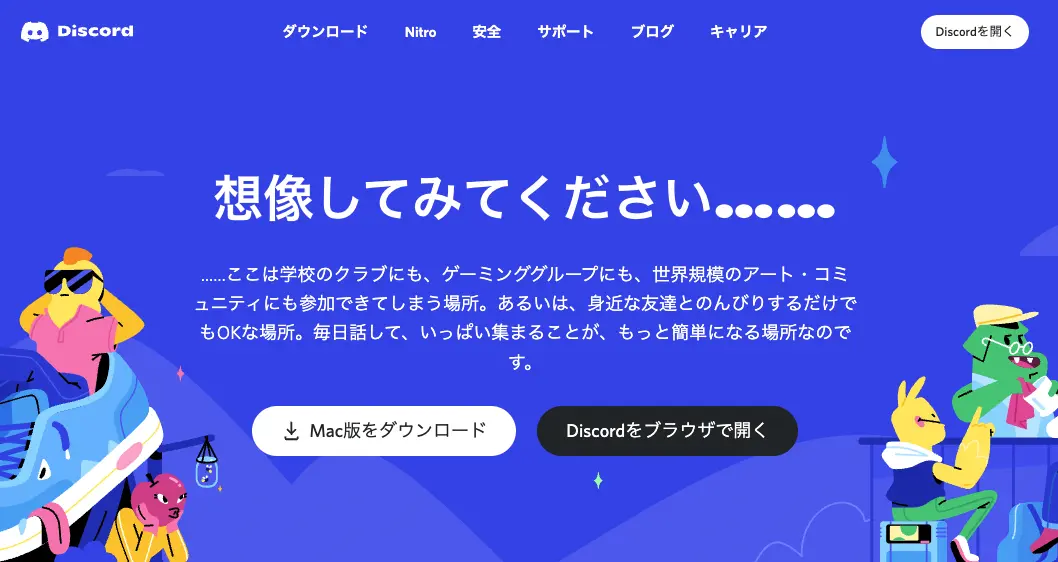 Discord
ダウンロード
Nitro
安全
サポート
ブログ
キャリア
Discordを開く
想像してみてください……
……ここは学校のクラブにも、ゲーミンググループにも、世界規模のアート・コミ
ュニティにも参加できてしまう場所。あるいは、身近な友達とのんびりするだけで
もOKな場所。毎日話して、いっぱい集まることが、もっと簡単になる場所なので
す。
Mac版をダウンロード
Discordをブラウザで開く